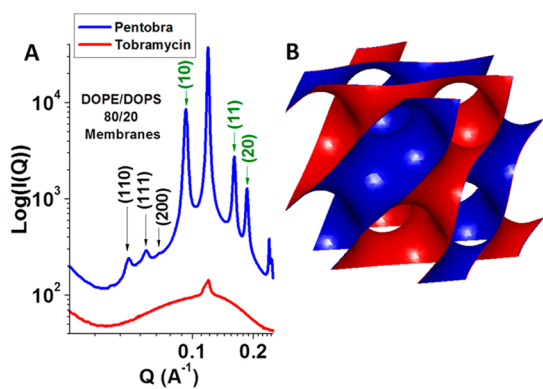 A
Pentobra
Tobramycin
B
DOPE/DOPS
80/20
Membranes
(110)
(111)
(200)
(10)
(11)
(20)
Log(I(Q))
10⁴
10³
10²
0.1
0.2
Q (A⁻¹)